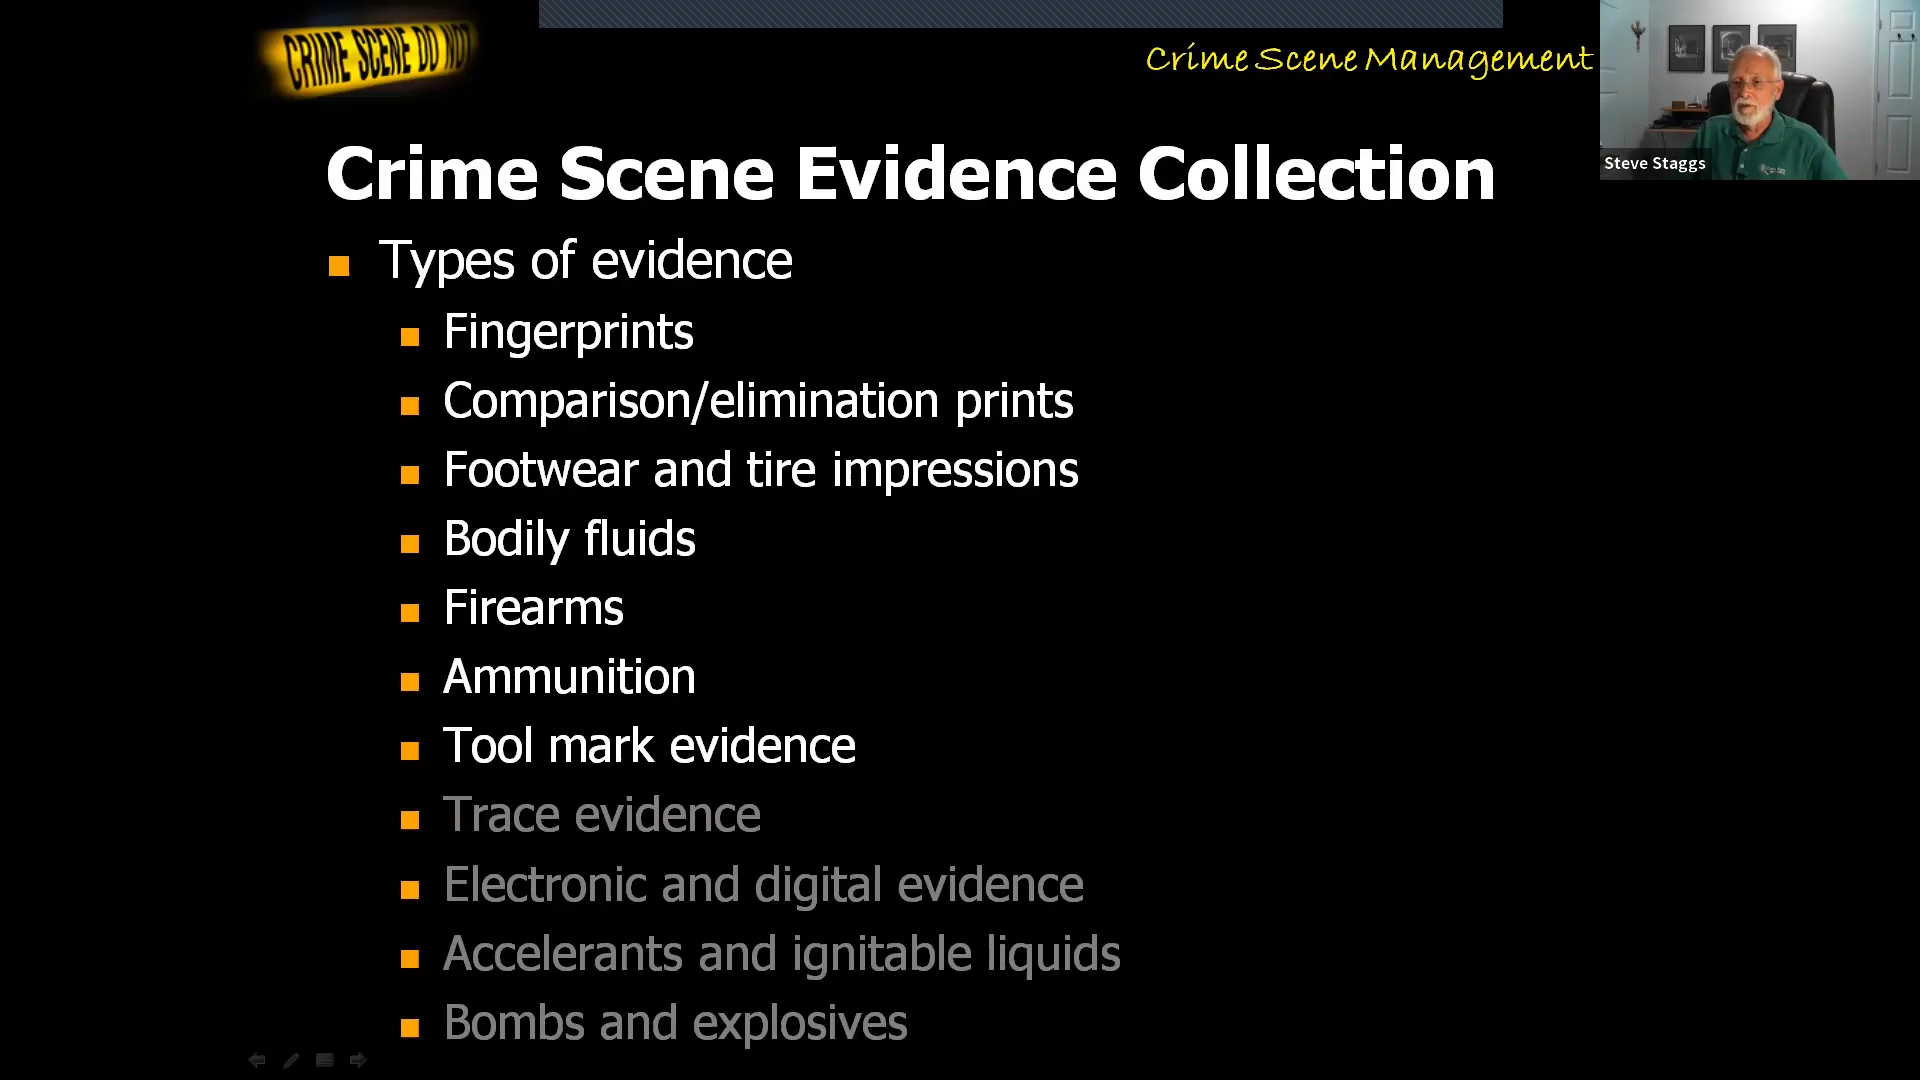 CRIME SCENE DO NO
Crime Scene Management
Steve Staggs
Crime Scene Evidence Collection
Types of evidence
Fingerprints
Comparison/elimination prints
Footwear and tire impressions
Bodily fluids
Firearms
Ammunition
Tool mark evidence
Trace evidence
Electronic and digital evidence
Accelerants and ignitable liquids
Bombs and explosives